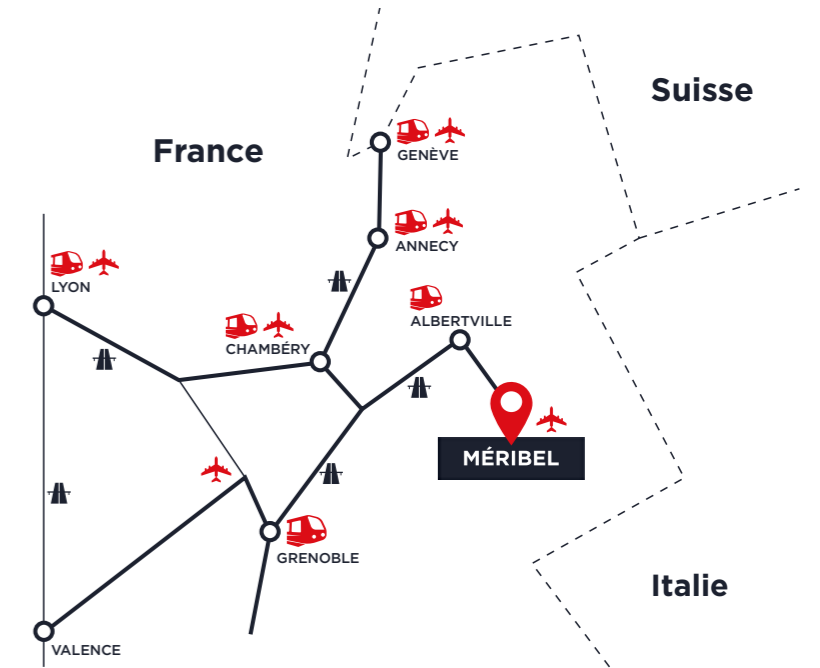 Suisse
France
GENÈVE
ANNECY
LYON
ALBERTVILLE
CHAMBÉRY
MÉRIBEL
GRENOBLE
Italie
VALENCE